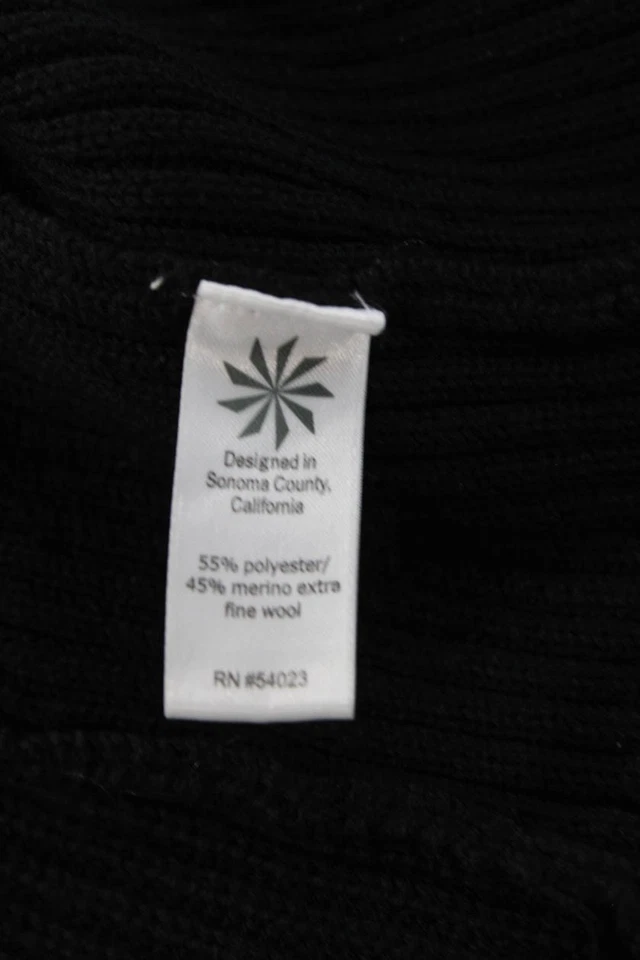 Designed in
Sonoma County,
California
55% polyester/
45% merino extra
fine wool
RN #54023